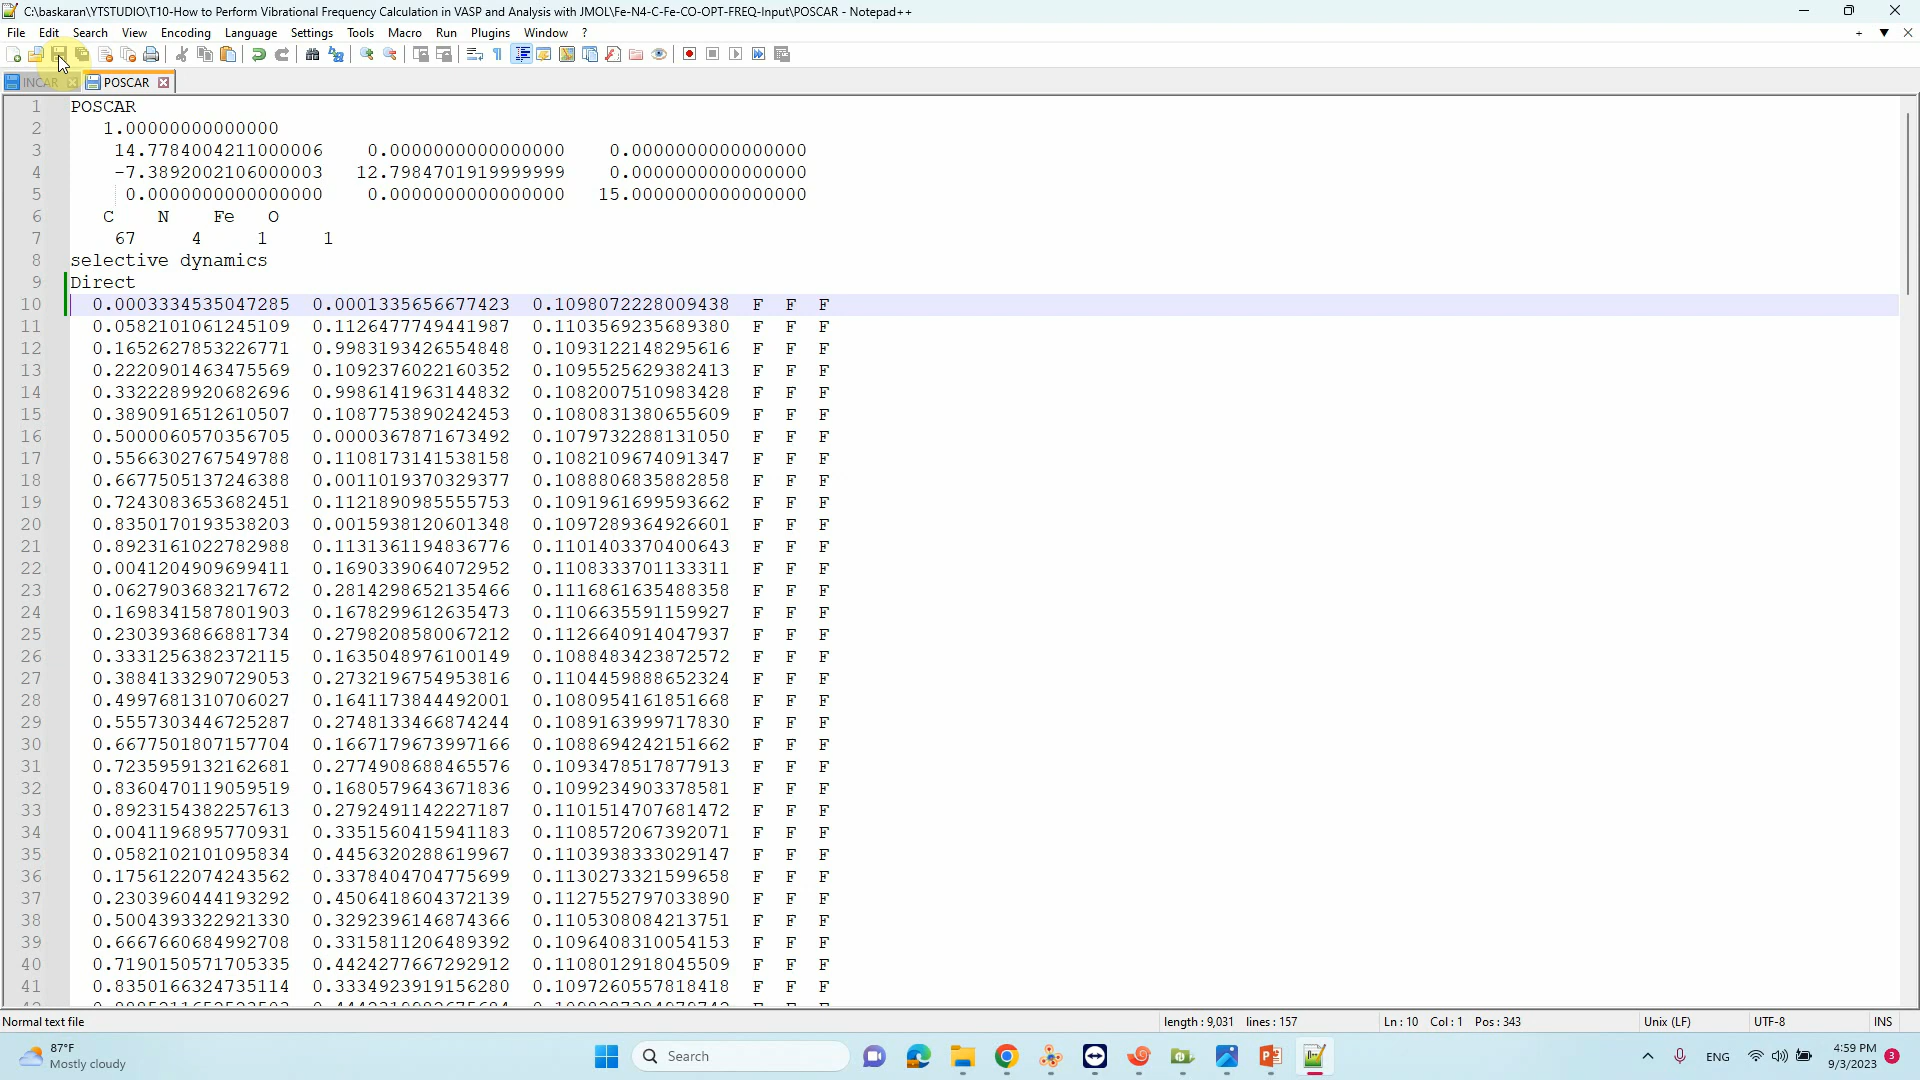 C:\baskaran\YTSTUDIO\T10-How to Perform Vibrational Frequency Calculation in VASP and Analysis with JMOL\Fe-N4-C-Fe-CO-OPT-FREQ-Input\POSCAR - Notepad++
File Edit Search View Encoding Language Settings Tools Macro Run Plugins Window ?
INCAR POSCAR
1 POSCAR
2 1.00000000000000
3 14.7784004211000006 0.0000000000000000 0.0000000000000000
4 -7.3892002106000003 12.7984701919999999 0.0000000000000000
5 0.0000000000000000 0.0000000000000000 15.0000000000000000
6 C N Fe O
7 67 4 1 1
8 selective dynamics
9 Direct
10 0.0003334535047285 0.0001335656677423 0.1098072228009438 F F F
11 0.0582101061245109 0.1126477749441987 0.1103569235689380 F F F
12 0.1652627853226771 0.9983193426554848 0.1093122148295616 F F F
13 0.2220901463475569 0.1092376022160352 0.1095525629382413 F F F
14 0.3322289920682696 0.9986141963144832 0.1082007510983428 F F F
15 0.3890916512610507 0.1087753890242453 0.1080831380655609 F F F
16 0.5000060570356705 0.0000367871673492 0.1079732288131050 F F F
17 0.5566302767549788 0.1108173141538158 0.1082109674091347 F F F
18 0.6677505137246388 0.0011019370329377 0.1088806835882858 F F F
19 0.7243083653682451 0.1121890985555753 0.1091961699593662 F F F
20 0.8350170193538203 0.0015938120601348 0.1097289364926601 F F F
21 0.8923161022782988 0.1131361194836776 0.1101403370400643 F F F
22 0.0041204909699411 0.1690339064072952 0.1108333701133311 F F F
23 0.0627903683217672 0.2814298652135466 0.1116861635488358 F F F
24 0.1698341587801903 0.1678299612635473 0.1106635591159927 F F F
25 0.2303936866881734 0.2798208580067212 0.1126640914047937 F F F
26 0.3331256382372115 0.1635048976100149 0.1088483423872572 F F F
27 0.3884133290729053 0.2732196754953816 0.1104459888652324 F F F
28 0.4997681310706027 0.1641173844492001 0.1080954161851668 F F F
29 0.5557303446725287 0.2748133466874244 0.1089163999717830 F F F
30 0.6677501807157704 0.1667179673997166 0.1088694242151662 F F F
31 0.7235959132162681 0.2774908688465576 0.1093478517877913 F F F
32 0.8360470119059519 0.1680579643671836 0.1099234903378581 F F F
33 0.8923154382257613 0.2792491142227187 0.1101514707681472 F F F
34 0.0041196895770931 0.3351560415941183 0.1108572067392071 F F F
35 0.0582102101095834 0.4456320288619967 0.1103938333029147 F F F
36 0.1756122074243562 0.3378404704775699 0.1130273321599658 F F F
37 0.2303960444193292 0.4506418604372139 0.1127552797033890 F F F
38 0.5004393322921330 0.3292396146874366 0.1105308084213751 F F F
39 0.6667660684992708 0.3315811206489392 0.1096408310054153 F F F
40 0.7190150571705335 0.4424277667292912 0.1108012918045509 F F F
41 0.8350166324735114 0.3334923919156280 0.1097260557818418 F F F
Normal text file length : 9,031 lines : 157 Ln : 10 Col : 1 Pos : 343 Unix (LF) UTF-8 INS
87°F
Mostly cloudy
Search
ENG
4:59 PM
9/3/2023
3